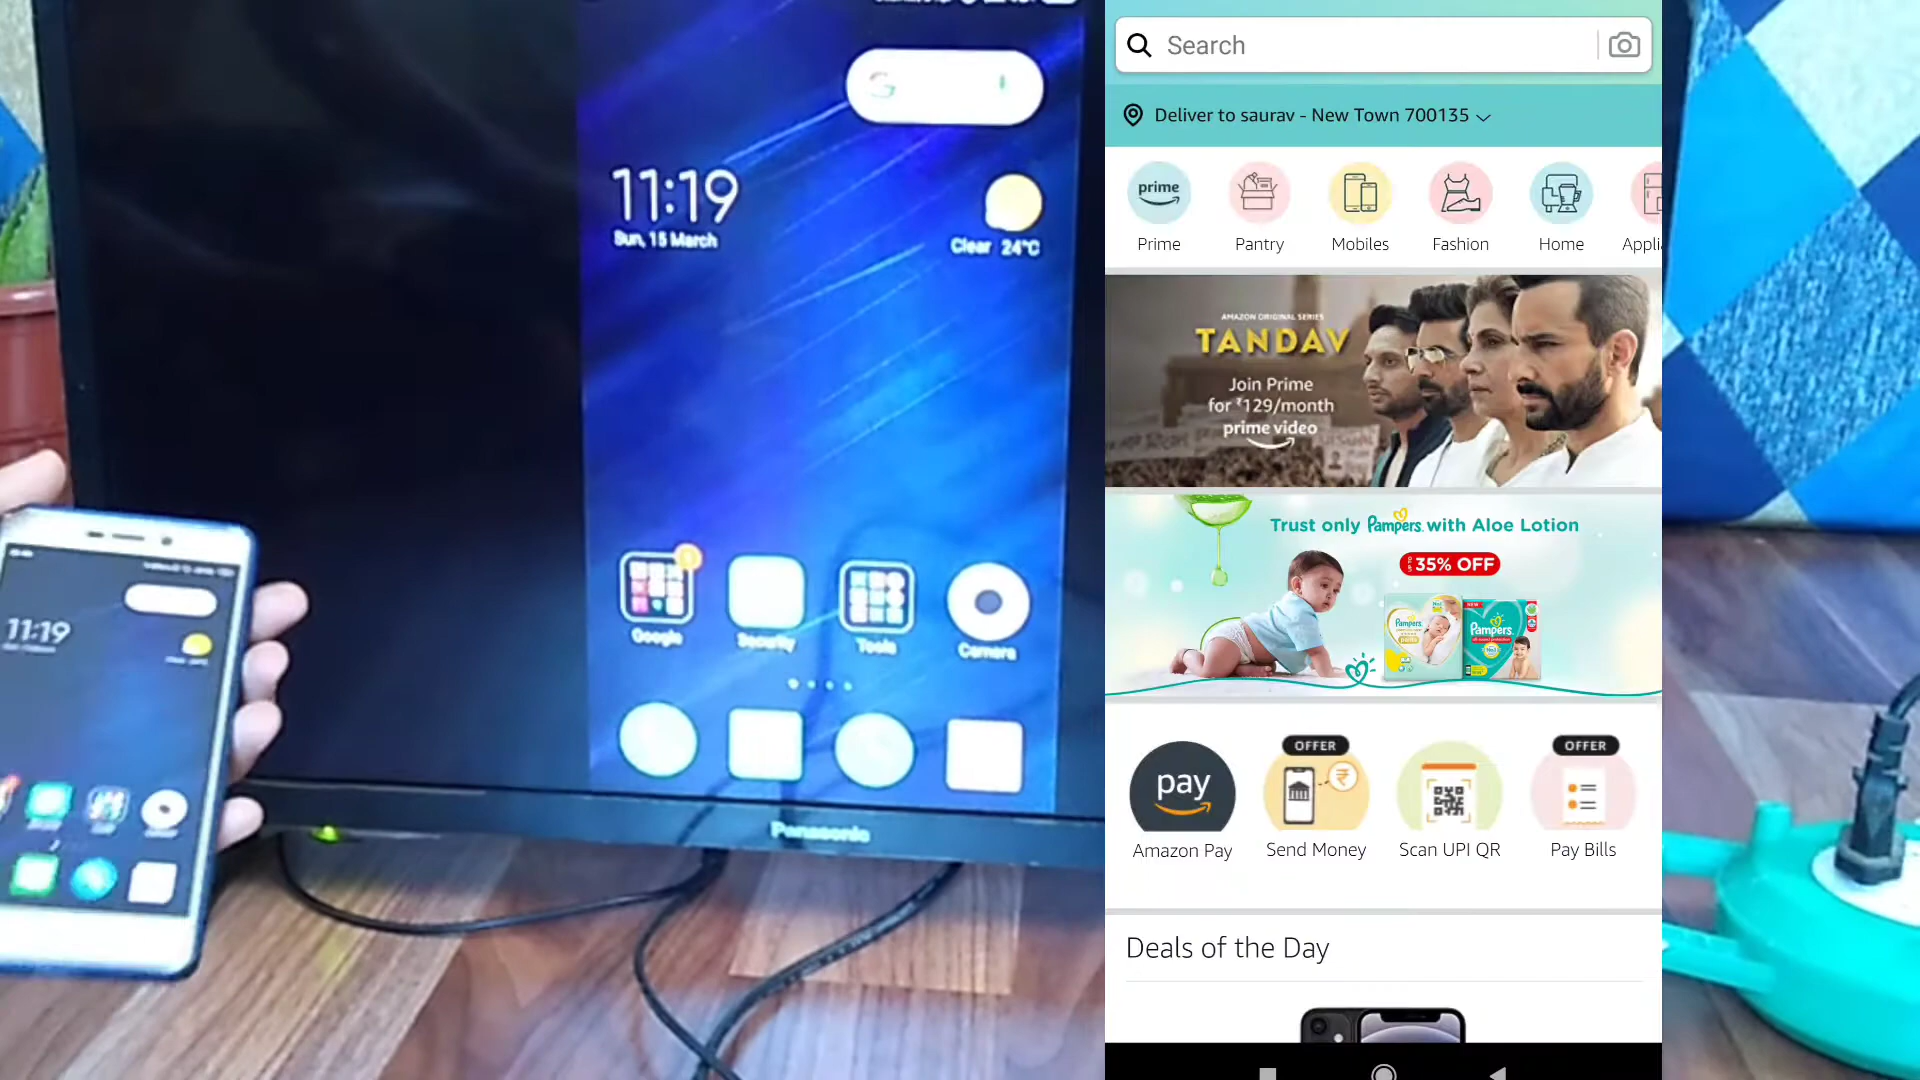 11:19
Sun, 15 March
Clear 24°C
Google
Security
Tools
Camera
Panasonic
11:19
Search
Deliver to saurav - New Town 700135
prime
Prime
Pantry
Mobiles
Fashion
Home
Appli
AMAZON ORIGINAL SERIES
TANDAV
Join Prime
for ₹129/month
prime video
Trust only Pampers with Aloe Lotion
35% OFF
Pampers
Pampers
pay
Amazon Pay
OFFER
Send Money
Scan UPI QR
OFFER
Pay Bills
Deals of the Day